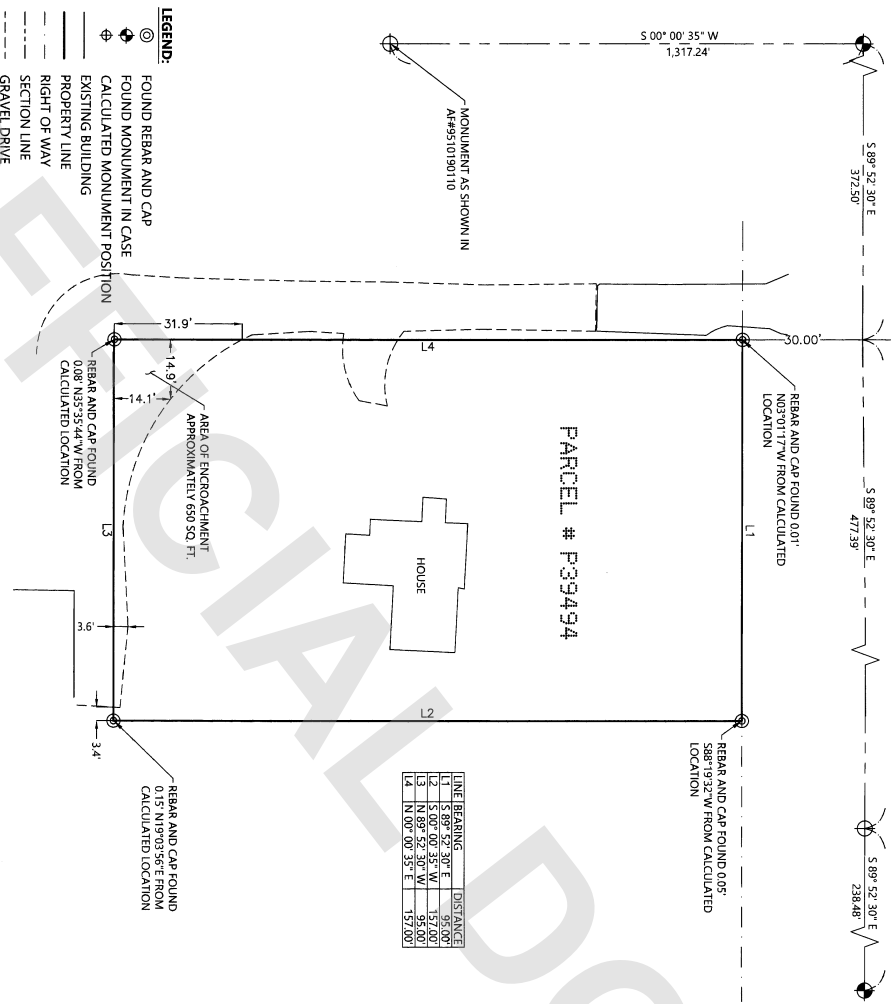 S 00° 00' 35" W
1,317.24'
S 89° 52' 30" E
372.50'
S 89° 52' 30" E
477.39'
S 89° 52' 30" E
238.48'
MONUMENT AS SHOWN IN
AF#9510190110
30.00'
REBAR AND CAP FOUND 0.01'
N03°01'17"W FROM CALCULATED
LOCATION
REBAR AND CAP FOUND 0.05'
S88°19'32"W FROM CALCULATED
LOCATION
L1
L2
L3
L4
PARCEL # P39494
HOUSE
31.9'
14.9'
14.1'
AREA OF ENCROACHMENT
APPROXIMATELY 650 SQ. FT.
REBAR AND CAP FOUND
0.08' N35°35'44"W FROM
CALCULATED LOCATION
3.6'
3.4'
REBAR AND CAP FOUND
0.15' N19°03'56"E FROM
CALCULATED LOCATION
LINE BEARING DISTANCE
L1 S 89° 52' 30" E 95.00'
L2 S 00° 00' 35" W 157.00'
L3 N 89° 52' 30" W 95.00'
L4 N 00° 00' 35" E 157.00'
LEGEND:
FOUND REBAR AND CAP
FOUND MONUMENT IN CASE
CALCULATED MONUMENT POSITION
EXISTING BUILDING
PROPERTY LINE
RIGHT OF WAY
SECTION LINE
GRAVEL DRIVE
FFICIAL DO